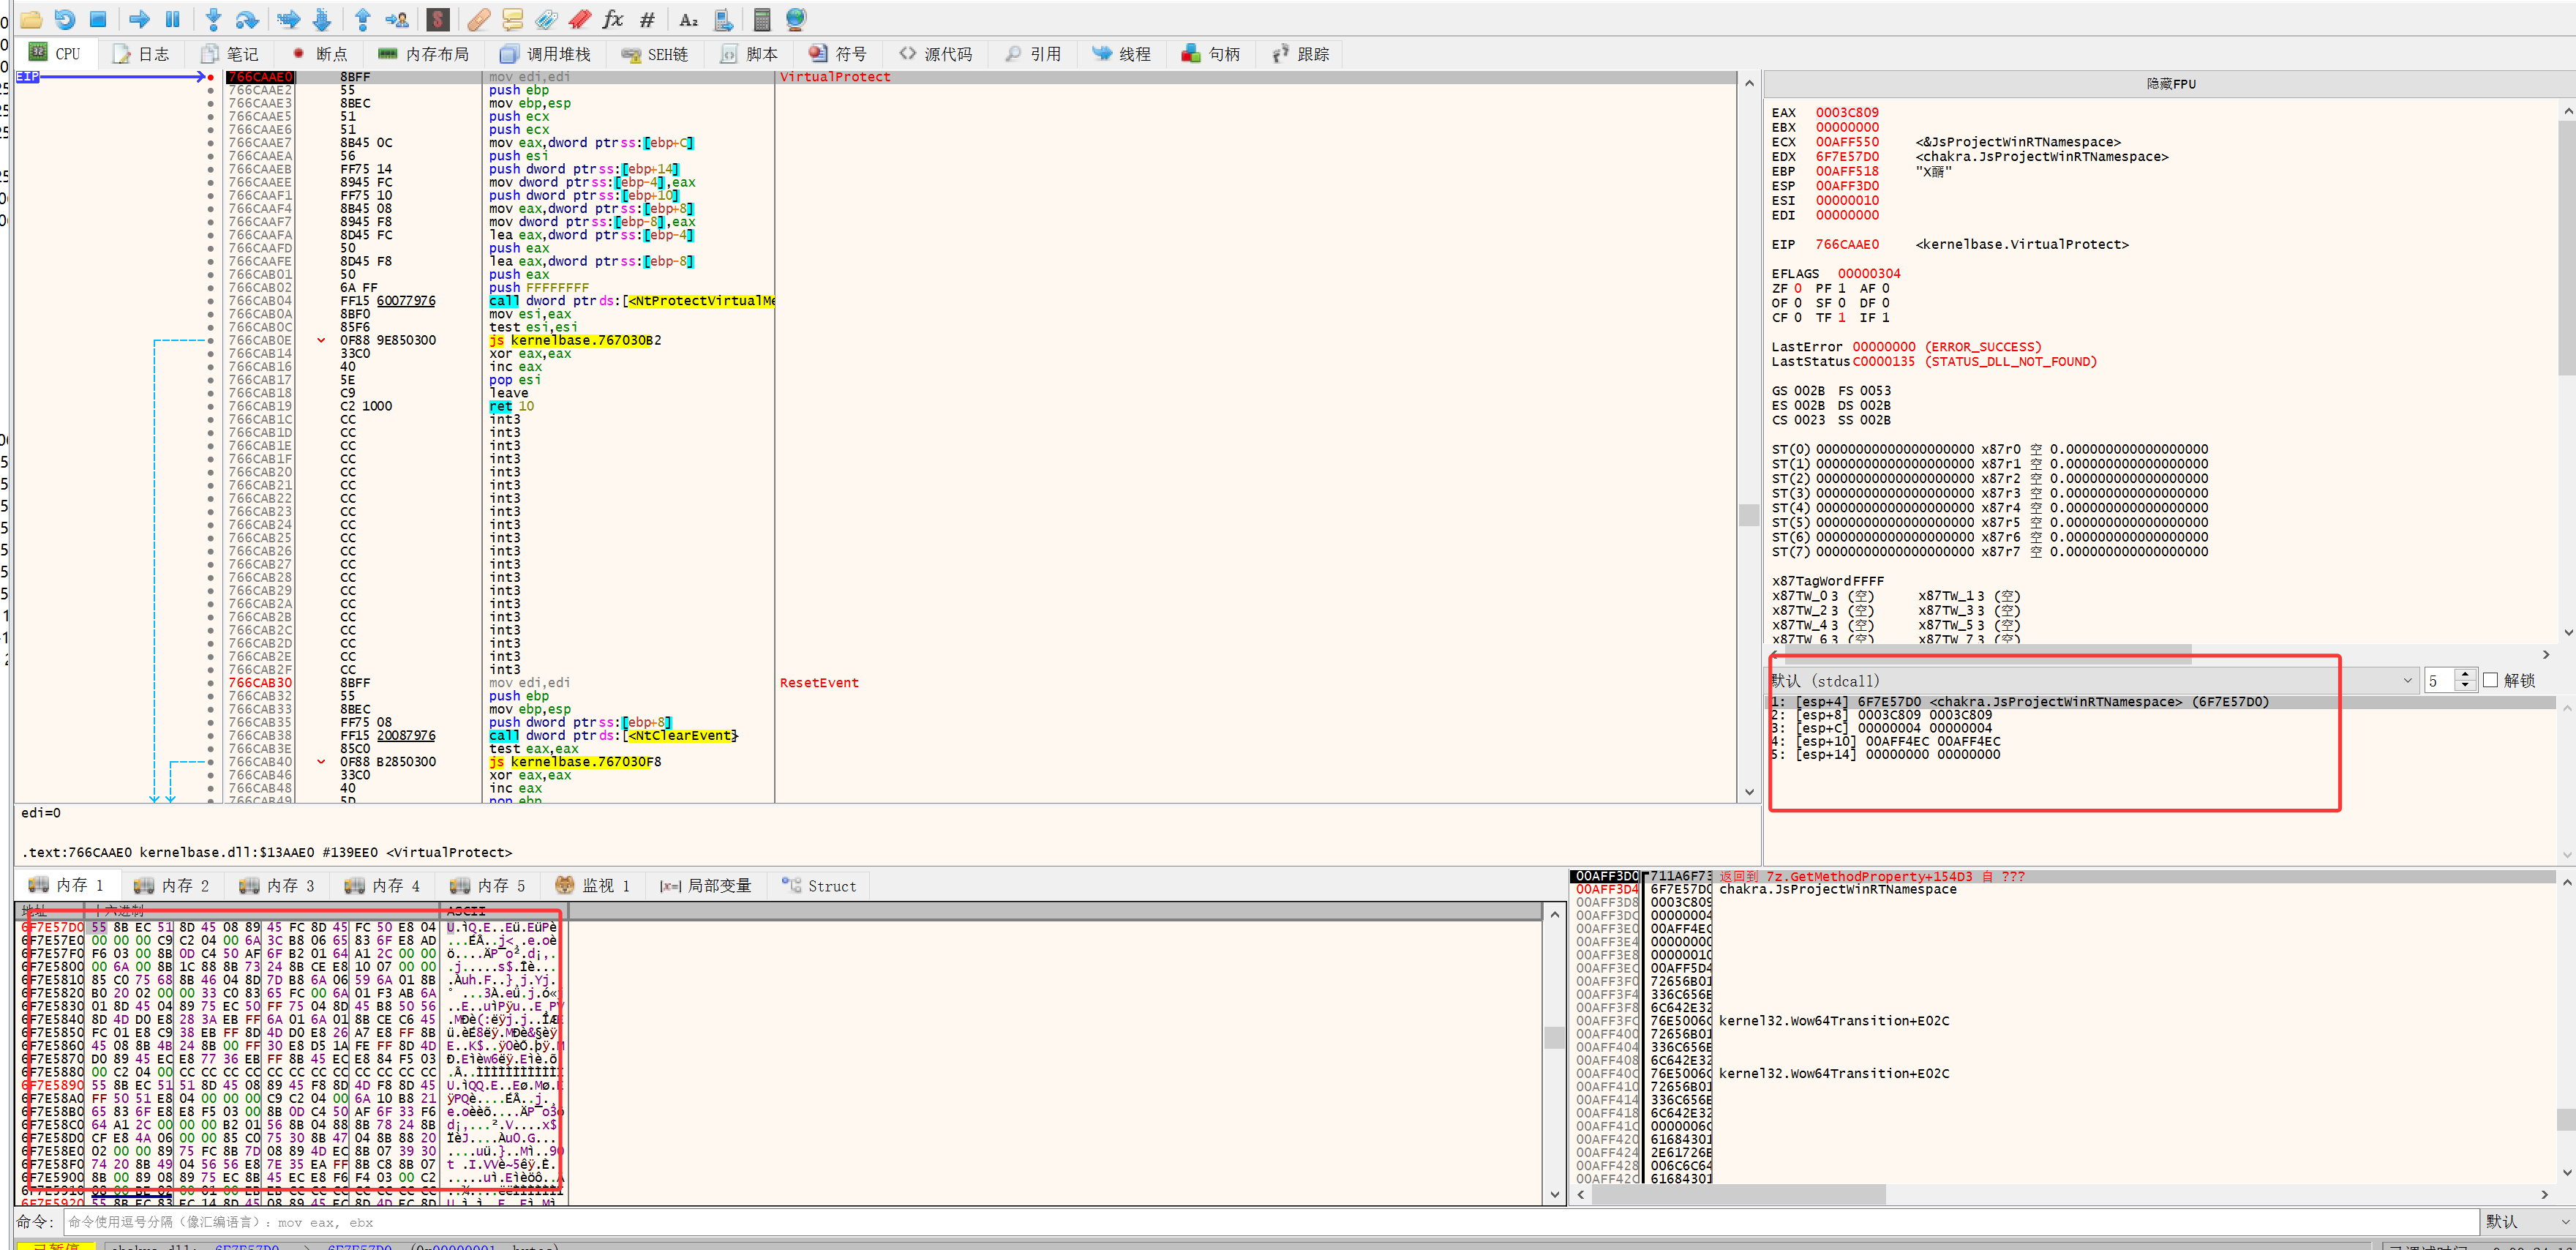 CPU 日志 笔记 断点 内存布局 调用堆栈 SEH链 脚本 符号 源代码 引用 线程 句柄 跟踪
EIP 766CAAE0 8BFF mov edi,edi VirtualProtect
766CAAE2 55 push ebp
766CAAE3 8BEC mov ebp,esp
766CAAE5 51 push ecx
766CAAE6 51 push ecx
766CAAE7 8B45 0C mov eax,dword ptr ss:[ebp+C]
766CAAEA 56 push esi
766CAAEB FF75 14 push dword ptr ss:[ebp+14]
766CAAEE 8945 FC mov dword ptr ss:[ebp-4],eax
766CAAF1 FF75 10 push dword ptr ss:[ebp+10]
766CAAF4 8B45 08 mov eax,dword ptr ss:[ebp+8]
766CAAF7 8945 F8 mov dword ptr ss:[ebp-8],eax
766CAAFA 8D45 FC lea eax,dword ptr ss:[ebp-4]
766CAAFD 50 push eax
766CAAFE 8D45 F8 lea eax,dword ptr ss:[ebp-8]
766CAB01 50 push eax
766CAB02 6A FF push FFFFFFFF
766CAB04 FF15 60077976 call dword ptr ds:[<NtProtectVirtualMe
766CAB0A 8BF0 mov esi,eax
766CAB0C 85F6 test esi,esi
766CAB0E 0F88 9E850300 js kernelbase.767030B2
766CAB14 33C0 xor eax,eax
766CAB16 40 inc eax
766CAB17 5E pop esi
766CAB18 C9 leave
766CAB19 C2 1000 ret 10
766CAB1C CC int3
766CAB1D CC int3
766CAB1E CC int3
766CAB1F CC int3
766CAB20 CC int3
766CAB21 CC int3
766CAB22 CC int3
766CAB23 CC int3
766CAB24 CC int3
766CAB25 CC int3
766CAB26 CC int3
766CAB27 CC int3
766CAB28 CC int3
766CAB29 CC int3
766CAB2A CC int3
766CAB2B CC int3
766CAB2C CC int3
766CAB2D CC int3
766CAB2E CC int3
766CAB2F CC int3
766CAB30 8BFF mov edi,edi ResetEvent
766CAB32 55 push ebp
766CAB33 8BEC mov ebp,esp
766CAB35 FF75 08 push dword ptr ss:[ebp+8]
766CAB38 FF15 20087976 call dword ptr ds:[<NtClearEvent>
766CAB3E 85C0 test eax,eax
766CAB40 0F88 B2850300 js kernelbase.767030F8
766CAB46 33C0 xor eax,eax
766CAB48 40 inc eax
766CAB49 5D pop ebp
edi=0
.text:766CAAE0 kernelbase.dll:$13AAE0 #139EE0 <VirtualProtect>
隐藏FPU
EAX 0003C809
EBX 00000000
ECX 00AFF550 <&JsProjectWinRTNamespace>
EDX 6F7E57D0 <chakra.JsProjectWinRTNamespace>
EBP 00AFF518
ESP 00AFF3D0
ESI 00000010
EDI 00000000
EIP 766CAAE0 <kernelbase.VirtualProtect>
EFLAGS 00000304
ZF 0 PF 1 AF 0
OF 0 SF 0 DF 0
CF 0 TF 1 IF 1
LastError 00000000 (ERROR_SUCCESS)
LastStatus C0000135 (STATUS_DLL_NOT_FOUND)
GS 002B FS 0053
ES 002B DS 002B
CS 0023 SS 002B
ST(0) 00000000000000000000 x87r0 空 0.000000000000000000
ST(1) 00000000000000000000 x87r1 空 0.000000000000000000
ST(2) 00000000000000000000 x87r2 空 0.000000000000000000
ST(3) 00000000000000000000 x87r3 空 0.000000000000000000
ST(4) 00000000000000000000 x87r4 空 0.000000000000000000
ST(5) 00000000000000000000 x87r5 空 0.000000000000000000
ST(6) 00000000000000000000 x87r6 空 0.000000000000000000
ST(7) 00000000000000000000 x87r7 空 0.000000000000000000
x87TagWord FFFF
x87TW_0 3 (空) x87TW_1 3 (空)
x87TW_2 3 (空) x87TW_3 3 (空)
x87TW_4 3 (空) x87TW_5 3 (空)
x87TW_6 3 (空) x87TW_7 3 (空)
默认 (stdcall) 5 解锁
1: [esp+4] 6F7E57D0 <chakra.JsProjectWinRTNamespace> (6F7E57D0)
2: [esp+8] 0003C809 0003C809
3: [esp+C] 00000004 00000004
4: [esp+10] 00AFF4EC 00AFF4EC
5: [esp+14] 00000000 00000000
内存 1 内存 2 内存 3 内存 4 内存 5 监视 1 局部变量 Struct
地址 十六进制 ASCII
6F7E57D0 55 8B EC 51 8D 45 08 89 45 FC 8D 45 FC 50 E8 04
6F7E57E0 00 00 00 C9 C2 04 00 6A 3C B8 06 65 83 6F E8 AD
6F7E57F0 F6 03 00 8B 0D C4 50 AF 6F B2 01 64 A1 2C 00 00
6F7E5800 00 6A 00 8B 1C 88 8B 73 24 8B CE E8 10 07 00 00
6F7E5810 85 C0 75 68 8B 46 04 8D 7D B8 6A 06 59 6A 01 8B
6F7E5820 B0 20 02 00 00 33 C0 83 65 FC 00 6A 01 F3 AB 6A
6F7E5830 01 8D 45 04 89 75 EC 50 FF 75 04 8D 45 B8 50 56
6F7E5840 8D 4D D0 E8 28 3A EB FF 6A 01 6A 01 8B CE C6 45
6F7E5850 FC 01 E8 C9 38 EB FF 8D 4D D0 E8 26 A7 E8 FF 8B
6F7E5860 45 08 8B 4B 24 8B 00 FF 30 E8 D5 1A FE FF 8D 4D
6F7E5870 D0 89 45 EC E8 77 36 EB FF 8B 45 EC E8 84 F5 03
6F7E5880 00 C2 04 00 CC CC CC CC CC CC CC CC CC CC CC CC
6F7E5890 55 8B EC 51 51 8D 45 08 89 45 F8 8D 4D F8 8D 45
6F7E58A0 FF 50 51 E8 04 00 00 00 C9 C2 04 00 6A 10 B8 21
6F7E58B0 65 83 6F E8 E8 F5 03 00 8B 0D C4 50 AF 6F 33 F6
6F7E58C0 64 A1 2C 00 00 00 B2 01 56 8B 04 88 8B 78 24 8B
6F7E58D0 CF E8 4A 06 00 00 85 C0 75 30 8B 47 04 8B 88 20
6F7E58E0 02 00 00 89 75 FC 8B 7D 08 89 4D EC 8B 07 39 30
6F7E58F0 74 20 8B 49 04 56 56 E8 7E 35 EA FF 8B C8 8B 07
6F7E5900 8B 00 89 08 89 75 EC 8B 45 EC E8 F6 F4 03 00 C2
6F7E5920 55 8B EC 83 EC 14 8D 45 08 89 45 EC 8D 4D EC 8D
00AFF3D0 711A6F73 返回到 7z.GetMethodProperty+154D3 自 ???
00AFF3D4 6F7E57D0 chakra.JsProjectWinRTNamespace
00AFF3D8 0003C809
00AFF3DC 00000004
00AFF3E0 00AFF4EC
00AFF3E4 00000000
00AFF3E8 00000010
00AFF3EC 00AFF5D4
00AFF3F0 72656B01
00AFF3F4 336C656E
00AFF3F8 6C642E32
00AFF3FC 76E5006C kernel32.Wow64Transition+E02C
00AFF400 72656B01
00AFF404 336C656E
00AFF408 6C642E32
00AFF40C 76E5006C kernel32.Wow64Transition+E02C
00AFF410 72656B01
00AFF414 336C656E
00AFF418 6C642E32
00AFF41C 0000006C
00AFF420 61684301
00AFF424 2E61726B
00AFF428 006C6C64
00AFF42C 61684301
命令: 命令使用逗号分隔（像汇编语言）: mov eax, ebx 默认
已暂停